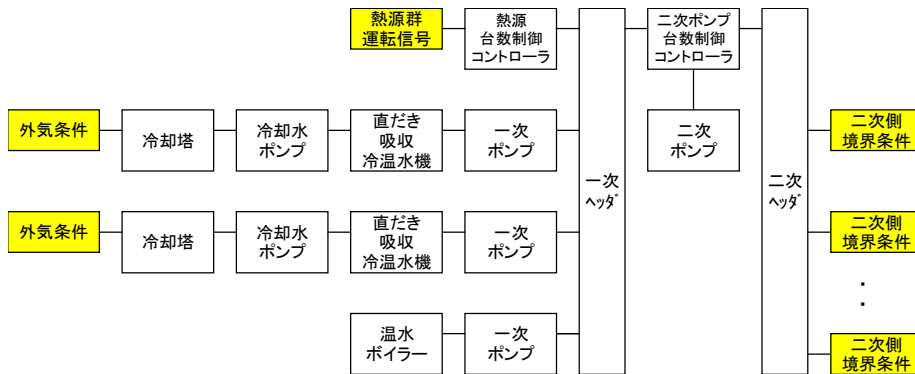 熱源群
運転信号
熱源
台数制御
コントローラ
二次ポンプ
台数制御
コントローラ
外気条件
冷却塔
冷却水
ポンプ
直だき
吸収
冷温水機
一次
ポンプ
二次
ポンプ
二次側
境界条件
一次
ヘッダ
二次
ヘッダ
外気条件
冷却塔
冷却水
ポンプ
直だき
吸収
冷温水機
一次
ポンプ
二次側
境界条件
・
・
温水
ボイラー
一次
ポンプ
二次側
境界条件